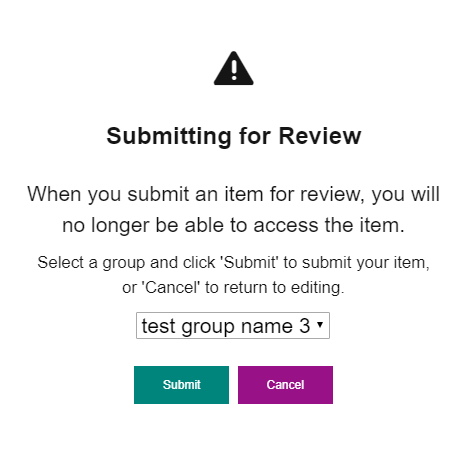 Submitting for Review
When you submit an item for review, you will
no longer be able to access the item.
Select a group and click 'Submit' to submit your item,
or 'Cancel' to return to editing.
test group name 3
Submit
Cancel